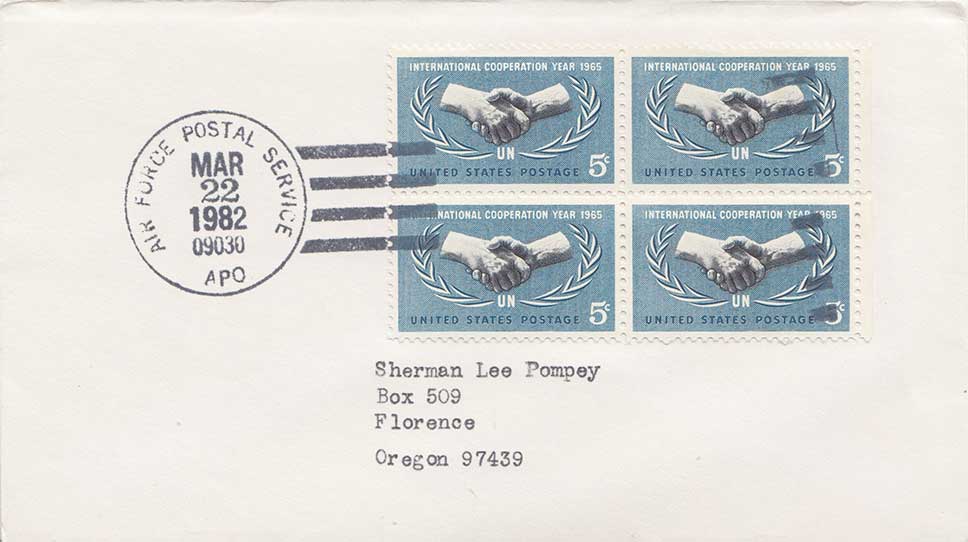 AIR FORCE POSTAL SERVICE
MAR
22
1982
09030
APO
INTERNATIONAL COOPERATION YEAR 1965
UN
UNITED STATES POSTAGE 5c
INTERNATIONAL COOPERATION YEAR 1965
UN
UNITED STATES POSTAGE 5c
INTERNATIONAL COOPERATION YEAR 1965
UN
UNITED STATES POSTAGE 5c
INTERNATIONAL COOPERATION YEAR 1965
UN
UNITED STATES POSTAGE 5c
Sherman Lee Pompey
Box 509
Florence
Oregon 97439